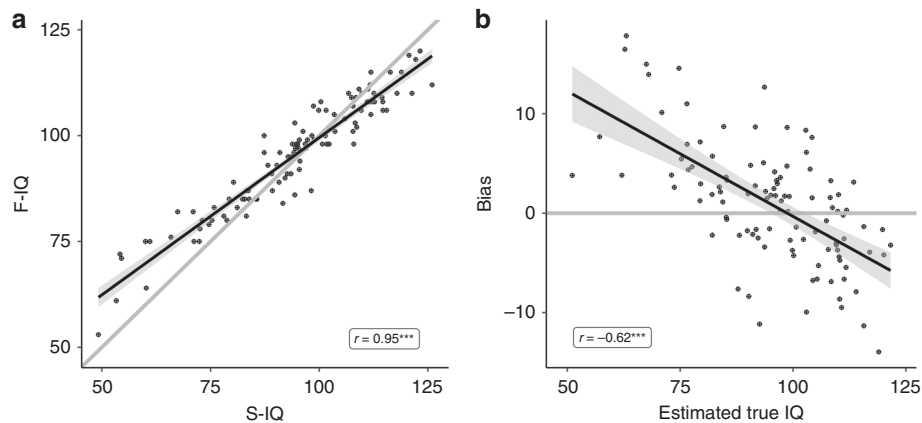 a
125
100
75
50
F-IQ
50
75
100
125
S-IQ
r = 0.95***
b
10
0
−10
Bias
50
75
100
125
Estimated true IQ
r = −0.62***